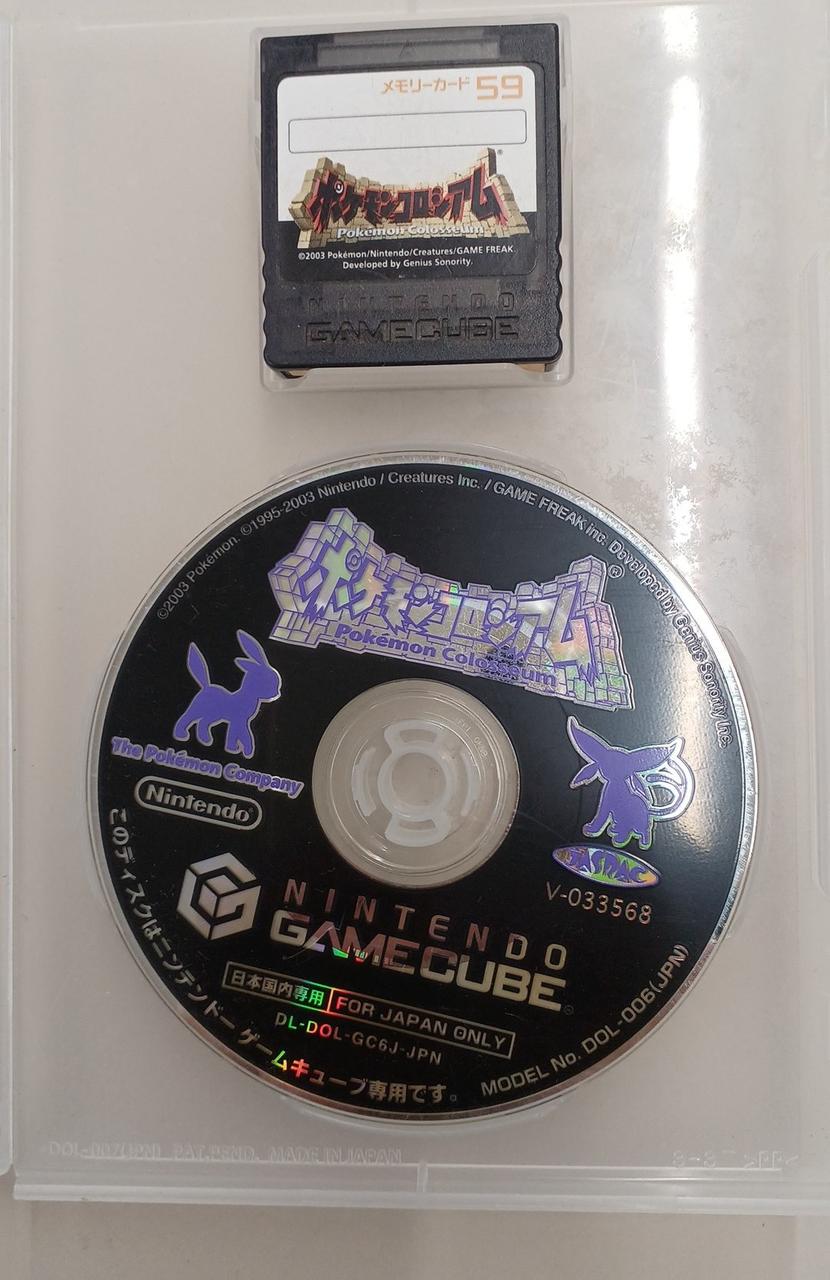 メモリーカード 59
ポケモンコロシアム®
Pokémon Colosseum
©2003 Pokémon/Nintendo/Creatures/GAME FREAK.
Developed by Genius Sonority.
NINTENDO
GAMECUBE
©2003 Pokémon. ©1995-2003 Nintendo / Creatures Inc. / GAME FREAK inc. Developed by Genius Sonority Inc.
ポケモンコロシアム®
Pokémon Colosseum
The Pokémon Company
Nintendo
JASRAC
V-033568
NINTENDO
GAMECUBE
日本国内専用 FOR JAPAN ONLY
DL-DOL-GC6J-JPN
MODEL No. DOL-006(JPN)
このディスクはニンテンドー ゲームキューブ専用です。
DOL-007(JPN) PAT.PEND. MADE IN JAPAN
>PP<